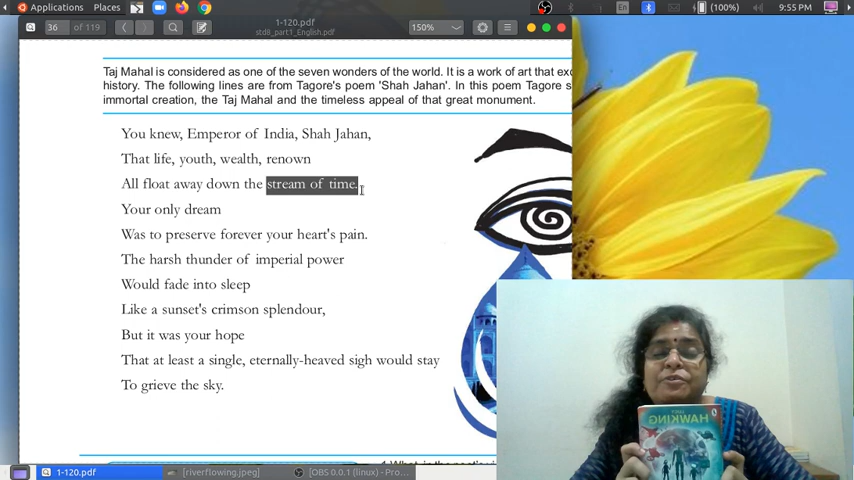 Applications Places En (100%) 9:55 PM
36 of 119 1-120.pdf 150%
std8_part1_English.pdf
Taj Mahal is considered as one of the seven wonders of the world. It is a work of art that
history. The following lines are from Tagore's poem 'Shah Jahan'. In this poem Tagore
immortal creation, the Taj Mahal and the timeless appeal of that great monument.
You knew, Emperor of India, Shah Jahan,
That life, youth, wealth, renown
All float away down the stream of time.
Your only dream
Was to preserve forever your heart's pain.
The harsh thunder of imperial power
Would fade into sleep
Like a sunset's crimson splendour,
But it was your hope
That at least a single, eternally-heaved sigh would stay
To grieve the sky.
HAWKING
1-120.pdf [riverflowing.jpeg] [OBS 0.0.1 (linux) - Pro...